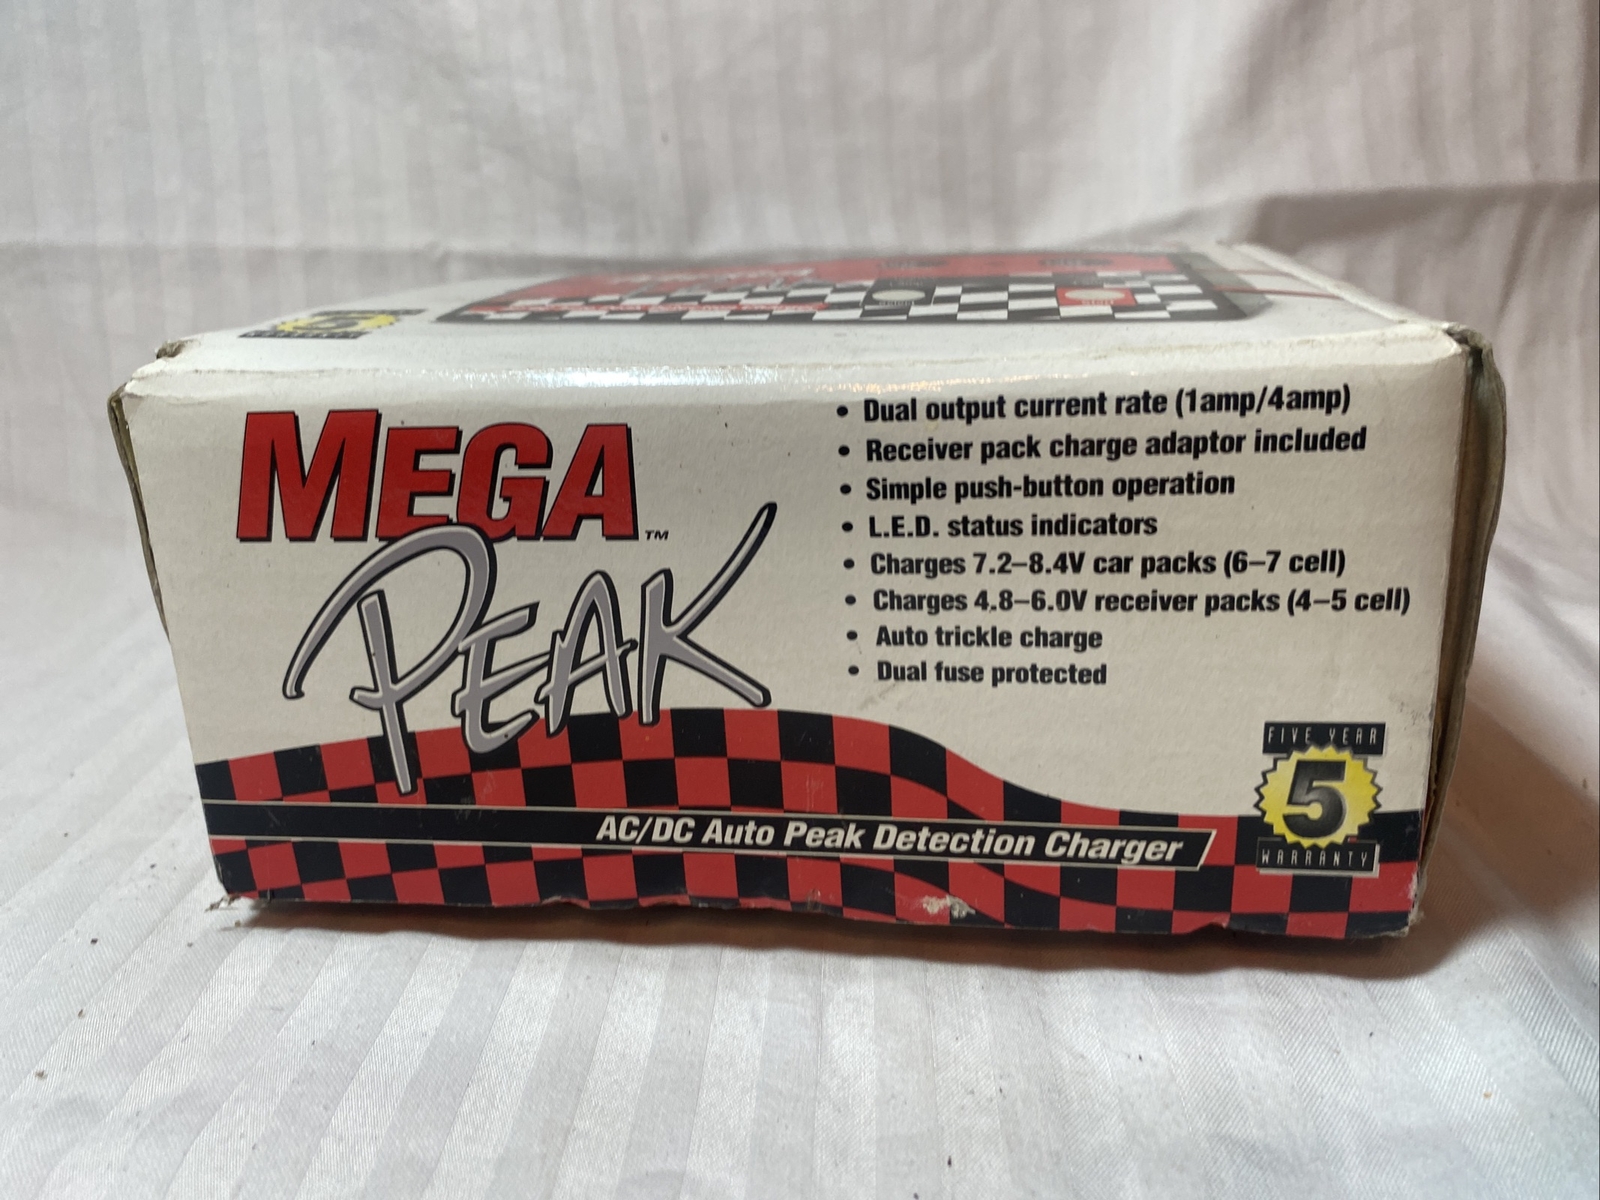 MEGA™
PEAK
• Dual output current rate (1amp/4amp)
• Receiver pack charge adaptor included
• Simple push-button operation
• L.E.D. status indicators
• Charges 7.2–8.4V car packs (6–7 cell)
• Charges 4.8–6.0V receiver packs (4–5 cell)
• Auto trickle charge
• Dual fuse protected
AC/DC Auto Peak Detection Charger
FIVE YEAR
5
WARRANTY